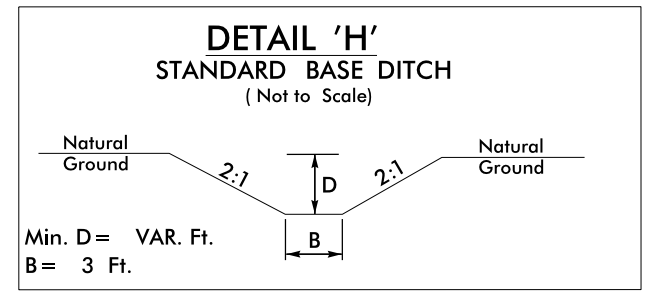 DETAIL 'H'
STANDARD BASE DITCH
( Not to Scale)
Natural
Ground
2:1
D
2:1
Natural
Ground
B
Min. D = VAR. Ft.
B = 3 Ft.